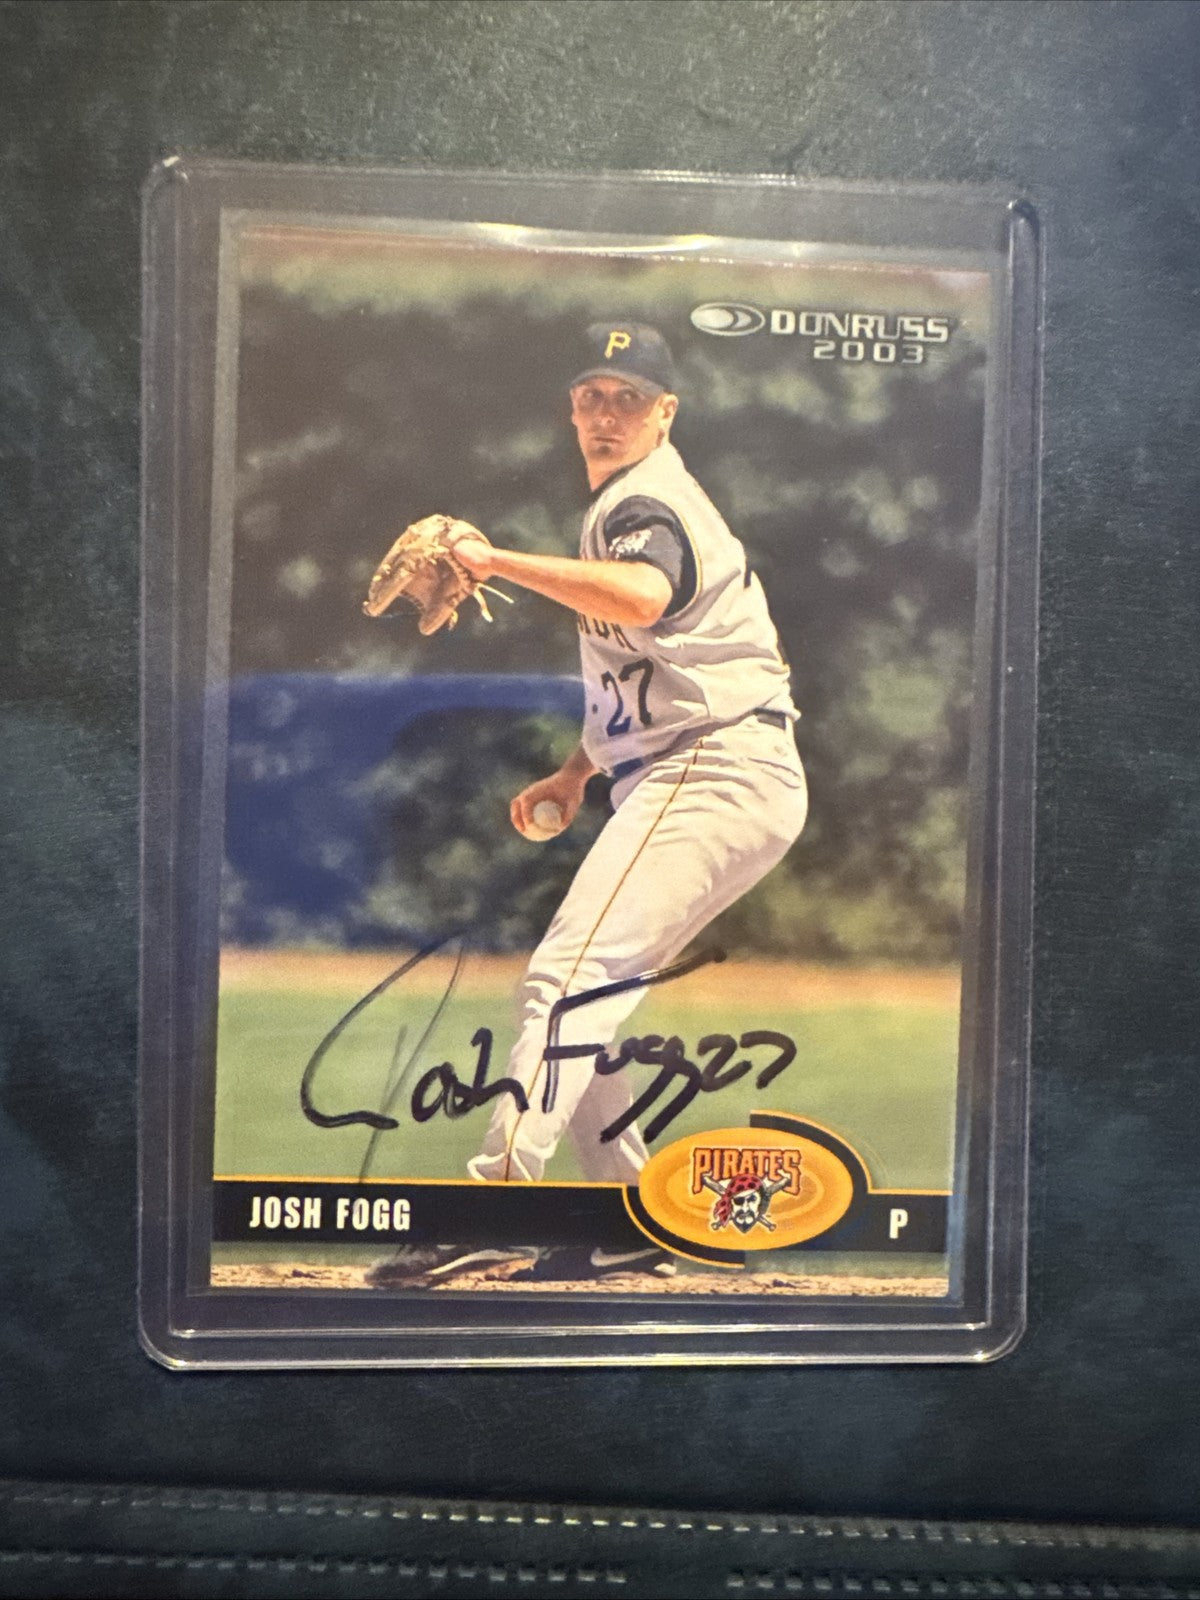 P
DONRUSS
2003
27
Josh Fogg 27
PIRATES
JOSH FOGG
P